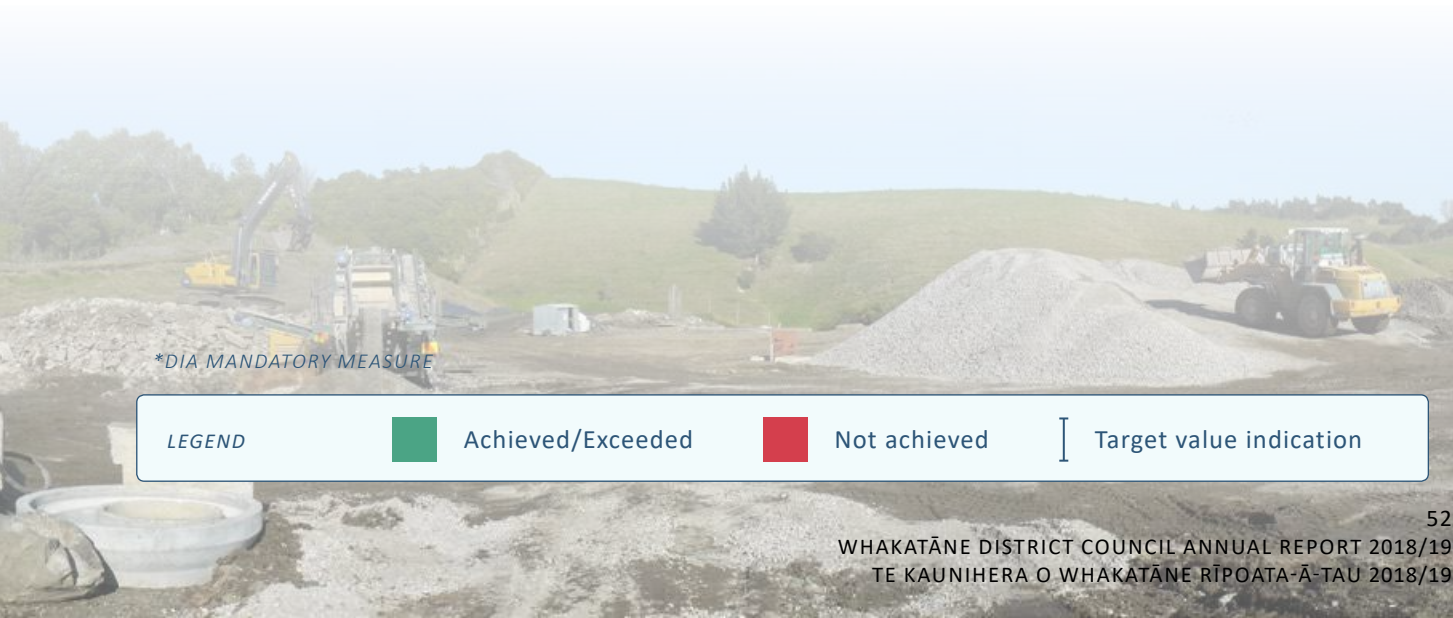 *DIA MANDATORY MEASURE
LEGEND Achieved/Exceeded Not achieved Target value indication
52
WHAKATĀNE DISTRICT COUNCIL ANNUAL REPORT 2018/19
TE KAUNIHERA O WHAKATĀNE RĪPOATA-Ā-TAU 2018/19